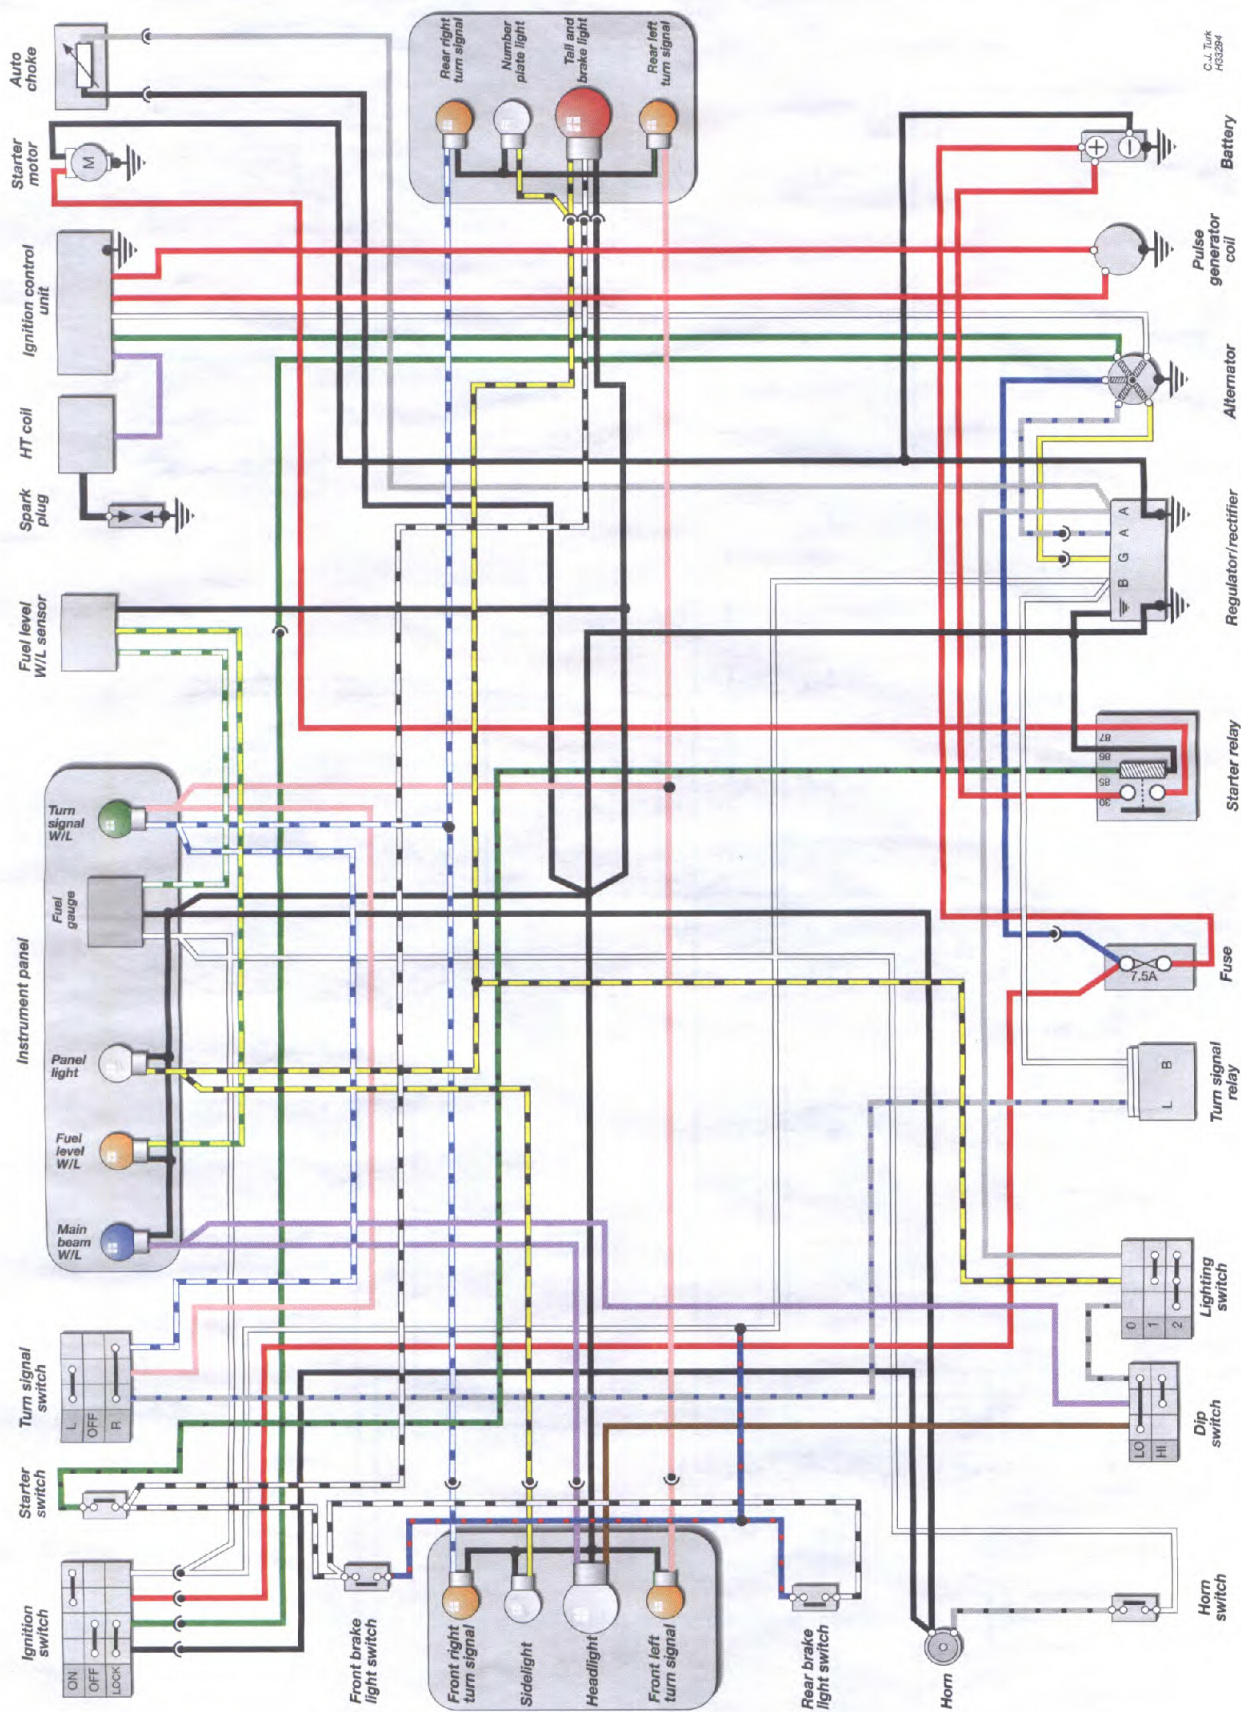 Auto
choke
Starter
motor
Ignition control
unit
HT coil
Spark
plug
Fuel level
W/L sensor
Instrument panel
Turn signal
switch
Starter
switch
Ignition
switch
M
Turn
signal
W/L
Fuel
gauge
Panel
light
Fuel
level
W/L
Main
beam
W/L
L
OFF
R
ON
OFF
LOCK
Rear right
turn signal
Number
plate light
Tail and
brake light
Rear left
turn signal
Front brake
light switch
Front right
turn signal
Sidelight
Headlight
Front left
turn signal
Rear brake
light switch
Horn
C.J. Turk
H33294
Battery
+
−
Pulse
generator
coil
Alternator
Regulator/rectifier
A
A
G
B
Starter relay
87
86
85
30
Fuse
7.5A
Turn signal
relay
B
L
Lighting
switch
0
1
2
Dip
switch
LO
HI
Horn
switch